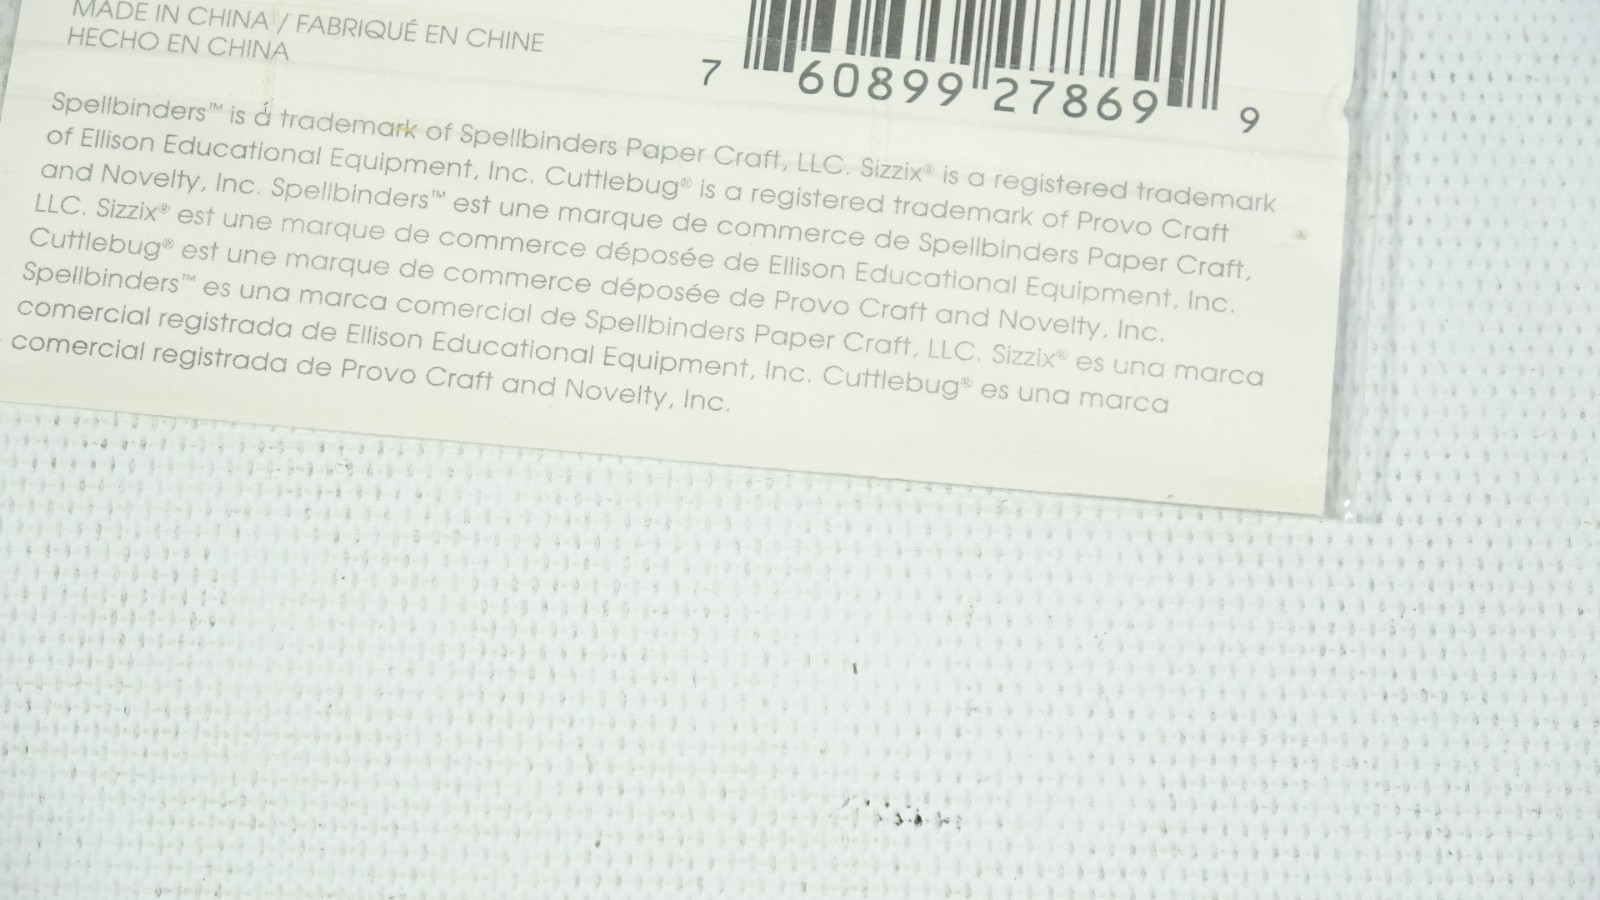 MADE IN CHINA / FABRIQUÉ EN CHINE
HECHO EN CHINA
7 60899 27869 9
Spellbinders™ is a trademark of Spellbinders Paper Craft, LLC. Sizzix® is a registered trademark
of Ellison Educational Equipment, Inc. Cuttlebug® is a registered trademark of Provo Craft
and Novelty, Inc. Spellbinders™ est une marque de commerce de Spellbinders Paper Craft,
LLC. Sizzix® est une marque de commerce déposée de Ellison Educational Equipment, Inc.
Cuttlebug® est une marque de commerce déposée de Provo Craft and Novelty, Inc.
Spellbinders™ es una marca comercial de Spellbinders Paper Craft, LLC. Sizzix® es una marca
comercial registrada de Ellison Educational Equipment, Inc. Cuttlebug® es una marca
comercial registrada de Provo Craft and Novelty, Inc.